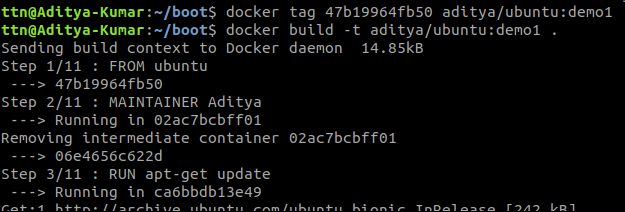 ttn@Aditya-Kumar:~/boot$ docker tag 47b19964fb50 aditya/ubuntu:demo1
ttn@Aditya-Kumar:~/boot$ docker build -t aditya/ubuntu:demo1 .
Sending build context to Docker daemon  14.85kB
Step 1/11 : FROM ubuntu
 ---> 47b19964fb50
Step 2/11 : MAINTAINER Aditya
 ---> Running in 02ac7bcbff01
Removing intermediate container 02ac7bcbff01
 ---> 06e4656c622d
Step 3/11 : RUN apt-get update
 ---> Running in ca6bbdb13e49
Get:1 http://archive.ubuntu.com/ubuntu bionic InRelease [242 kB]